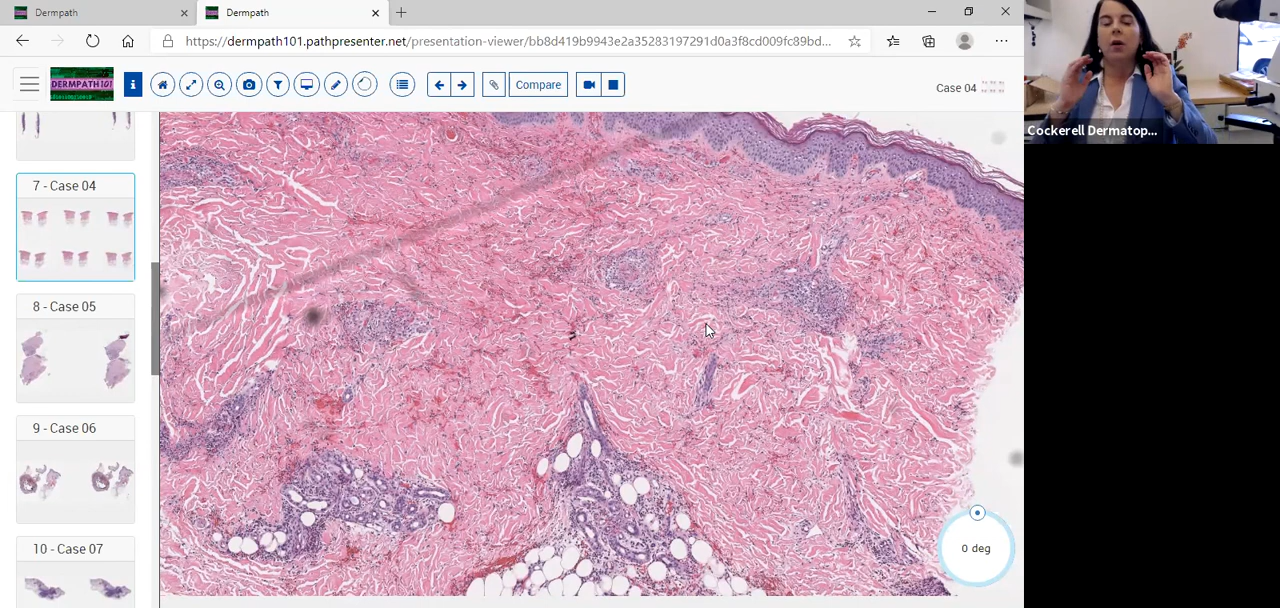 Dermpath
Dermpath
https://dermpath101.pathpresenter.net/presentation-viewer/bb8d419b9943e2a35283197291d0a3f8cd009fc89bd...
DERMPATH101
Compare
Case 04
Cockerell Dermatop...
7 - Case 04
8 - Case 05
9 - Case 06
10 - Case 07
0 deg